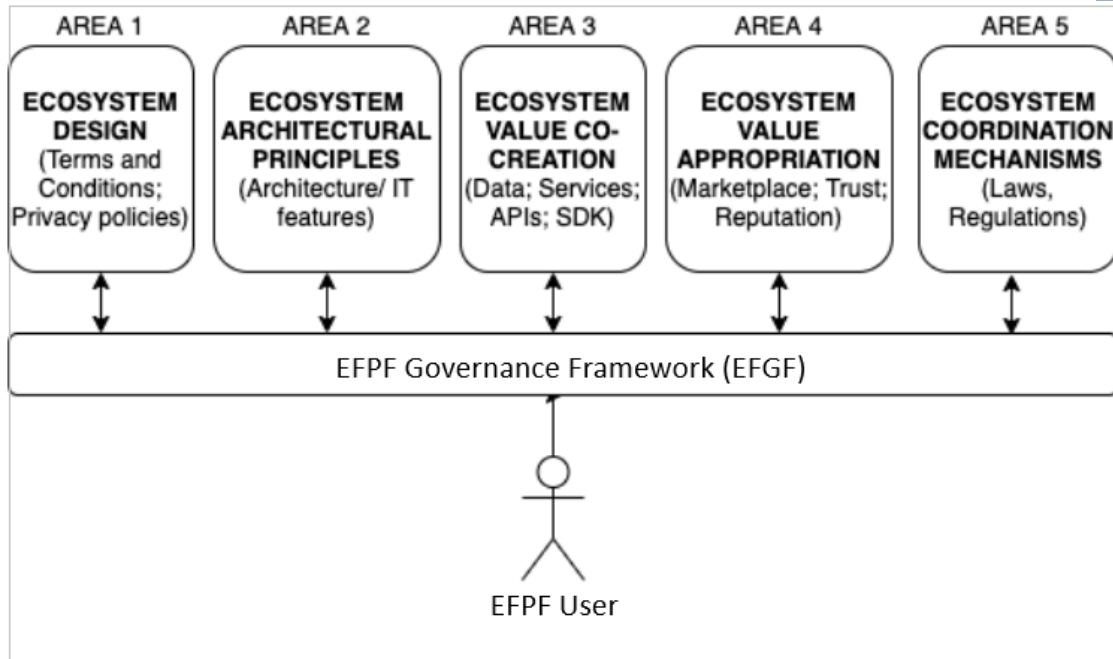 AREA 1
AREA 2
AREA 3
AREA 4
AREA 5
ECOSYSTEM
DESIGN
(Terms and
Conditions;
Privacy policies)
ECOSYSTEM
ARCHITECTURAL
PRINCIPLES
(Architecture/ IT
features)
ECOSYSTEM
VALUE CO-
CREATION
(Data; Services;
APIs; SDK)
ECOSYSTEM
VALUE
APPROPRIATION
(Marketplace; Trust;
Reputation)
ECOSYSTEM
COORDINATION
MECHANISMS
(Laws,
Regulations)
EFPF Governance Framework (EFGF)
EFPF User